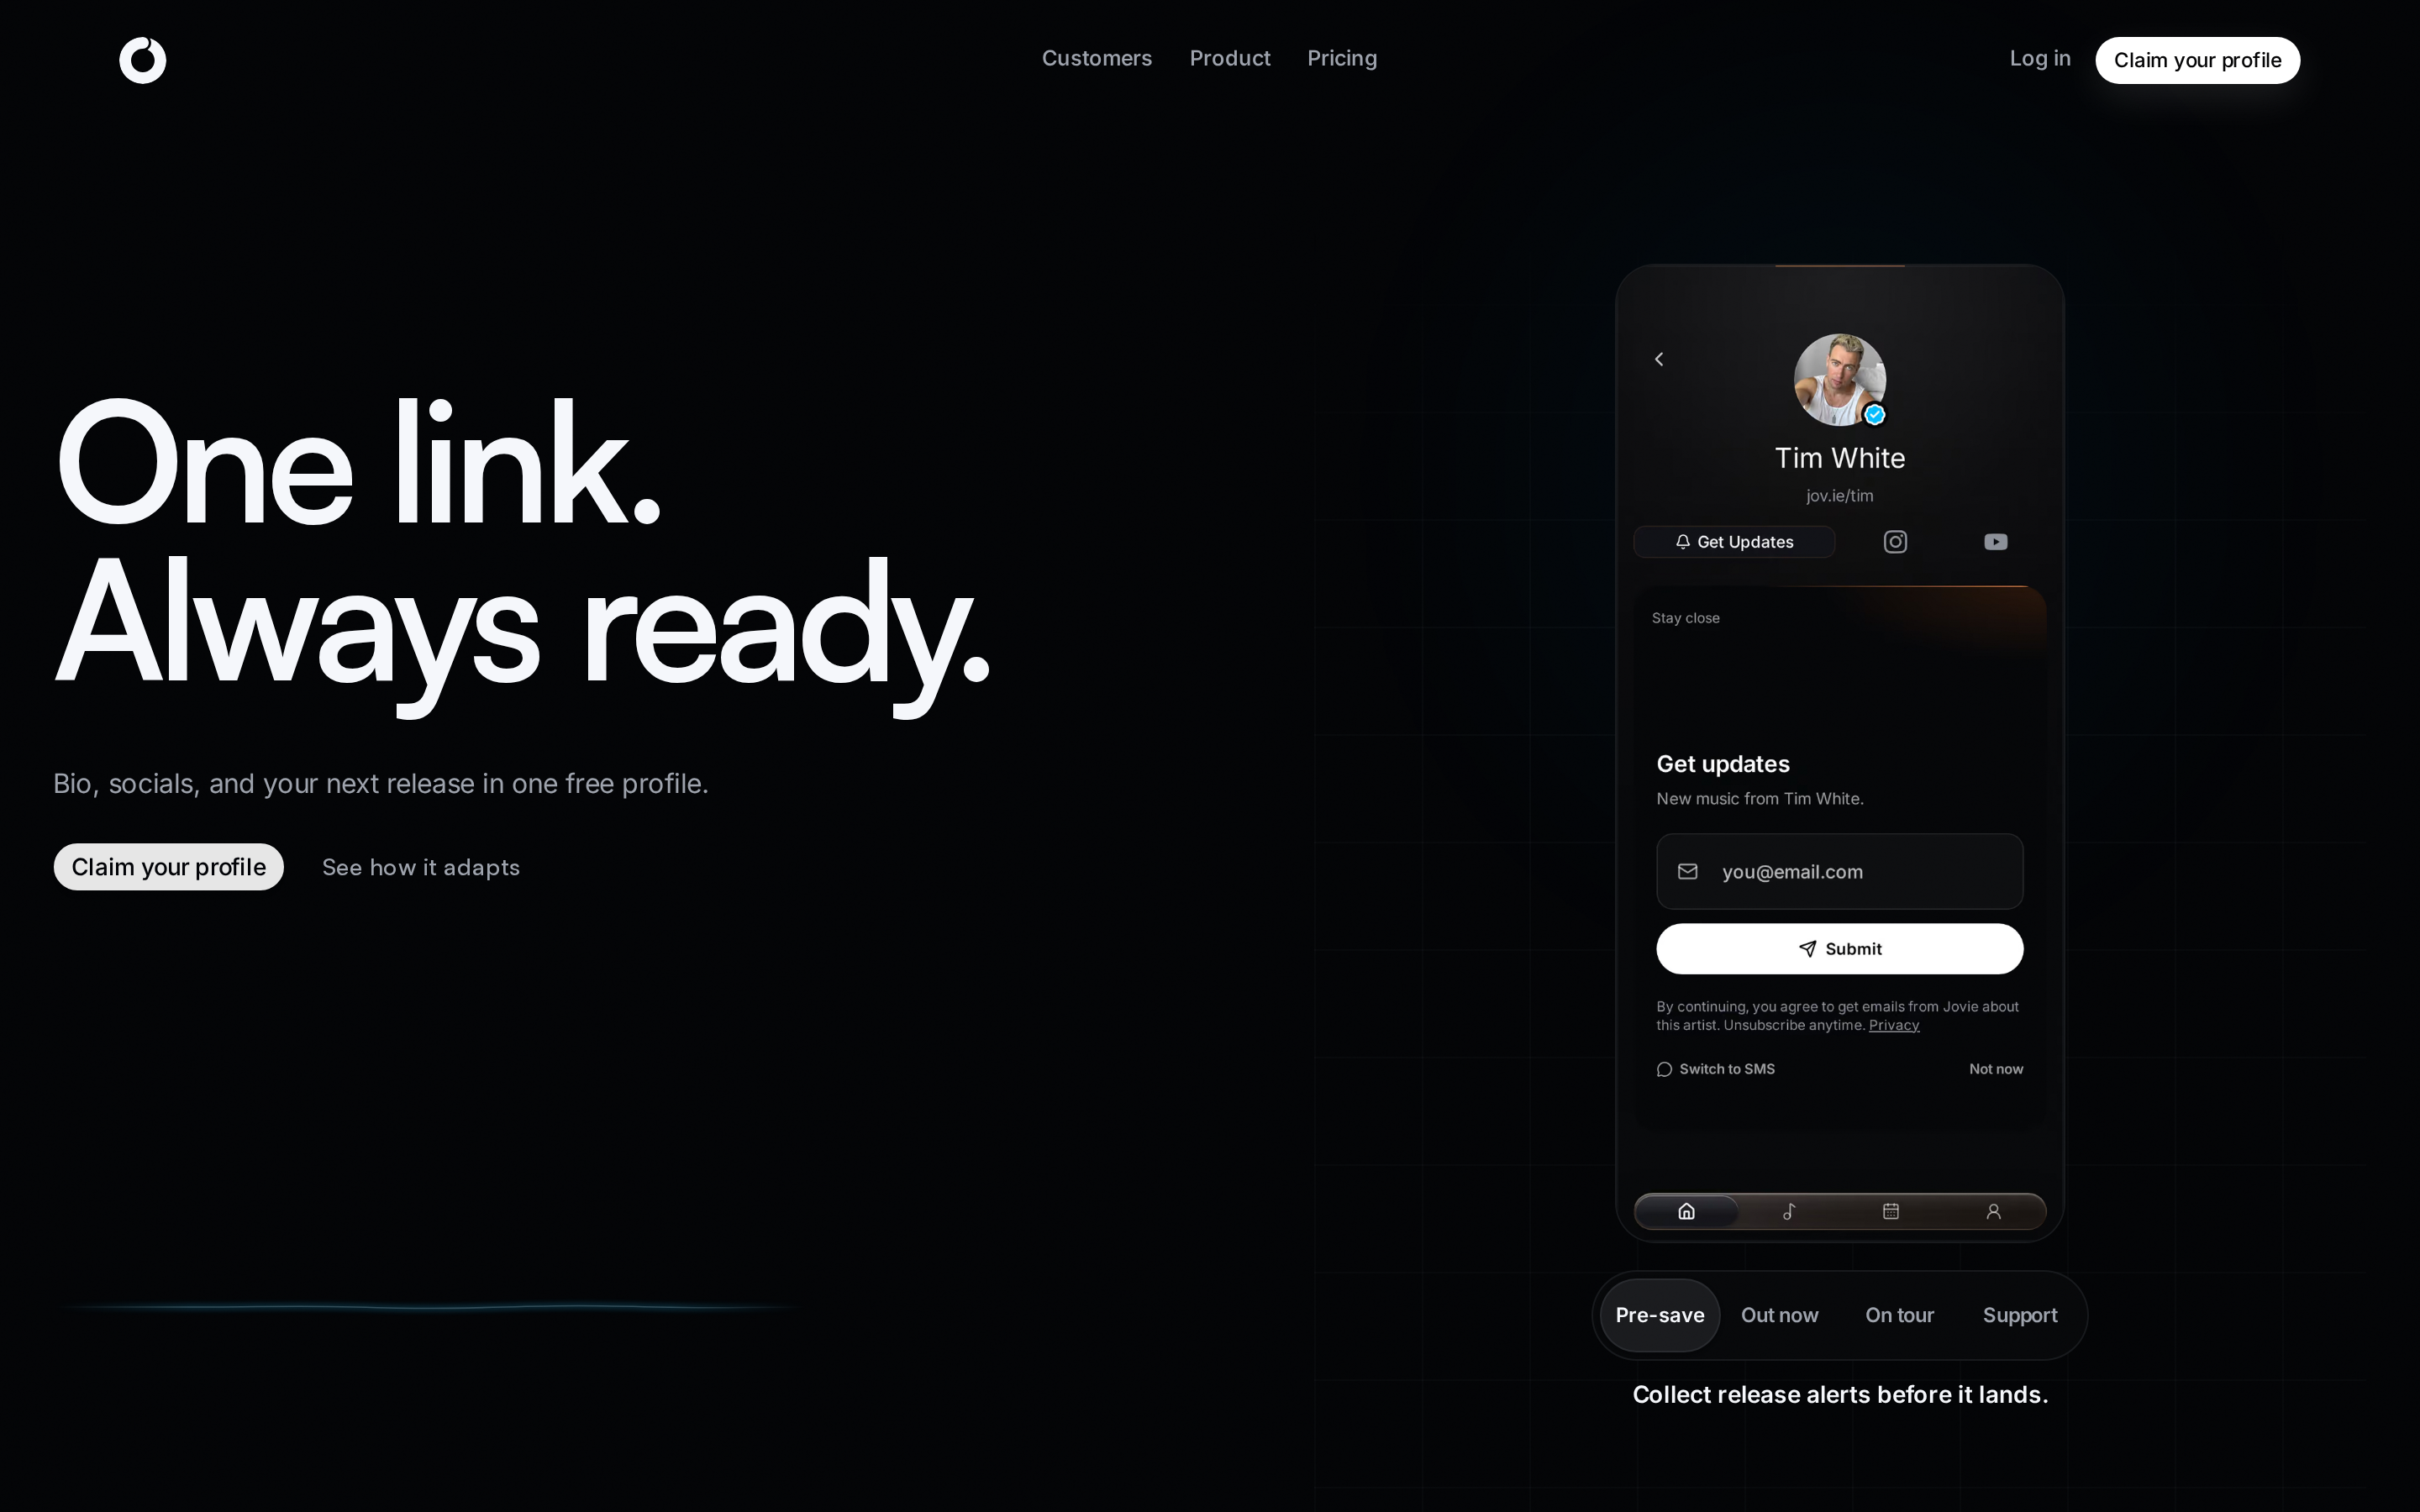 Customers
Product
Pricing
Log in
Claim your profile
One link.
Always ready.
Bio, socials, and your next release in one free profile.
Claim your profile
See how it adapts
Tim White
jov.ie/tim
Get Updates
Stay close
Get updates
New music from Tim White.
you@email.com
Submit
By continuing, you agree to get emails from Jovie about
this artist. Unsubscribe anytime. Privacy
Switch to SMS
Not now
Pre-save
Out now
On tour
Support
Collect release alerts before it lands.